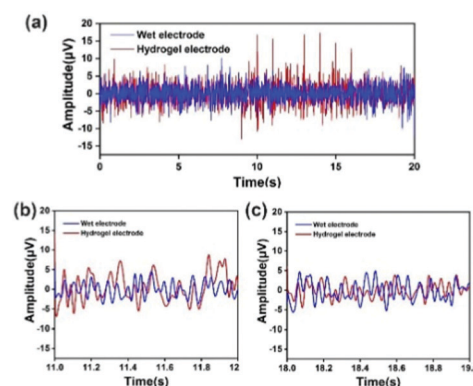 (a)
Wet electrode
Hydrogel electrode
Amplitude(μV)
20
15
10
5
0
-5
-10
-15
0 5 10 15 20
Time(s)
(b)
Wet electrode
Hydrogel electrode
Amplitude(μV)
20
15
10
5
0
-5
-10
-15
11.0 11.2 11.4 11.6 11.8 12
Time(s)
(c)
Wet electrode
Hydrogel electrode
Amplitude(μV)
20
15
10
5
0
-5
-10
-15
18.0 18.2 18.4 18.6 18.8 19.
Time(s)